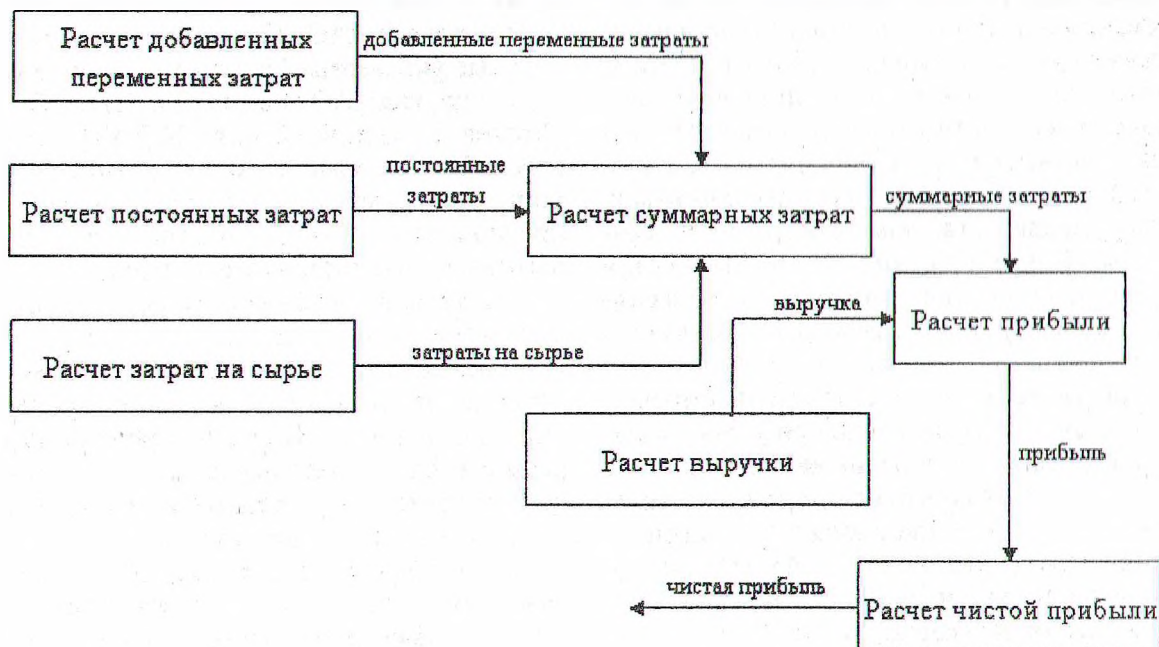 Расчет добавленных
переменных затрат
добавленные переменные затраты
постоянные
затраты
Расчет постоянных затрат
Расчет суммарных затрат
суммарные затраты
выручка
Расчет прибыли
затраты на сырье
Расчет затрат на сырье
Расчет выручки
прибыль
чистая прибыль
Расчет чистой прибыли